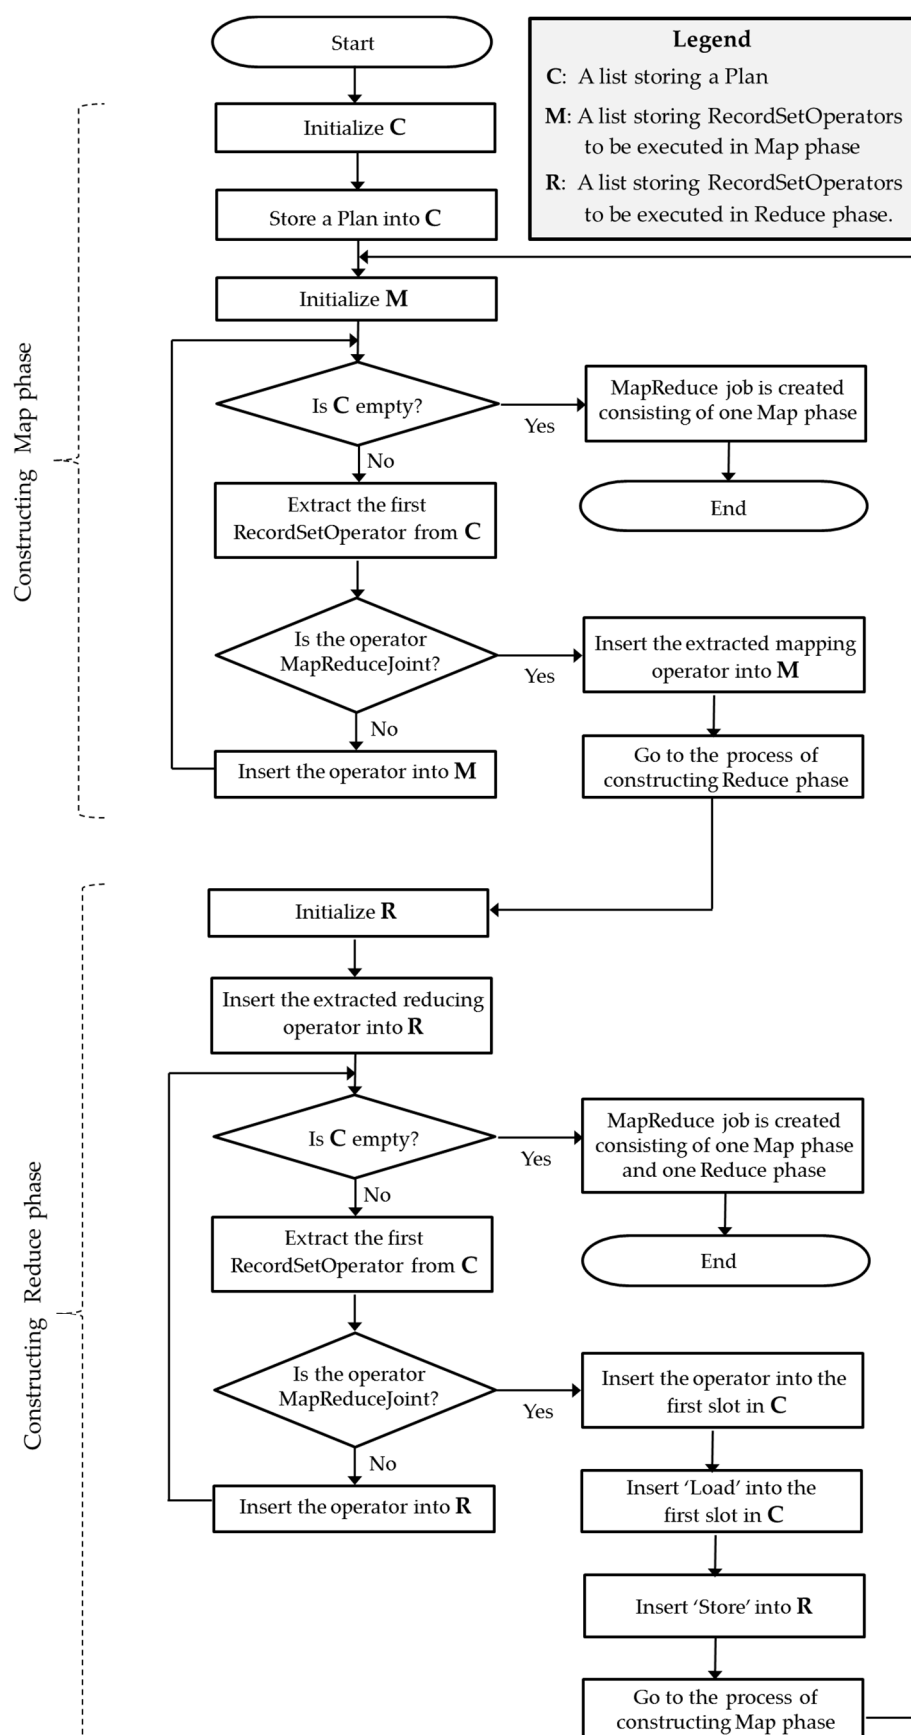 Start
Legend
C: A list storing a Plan
M: A list storing RecordSetOperators
to be executed in Map phase
R: A list storing RecordSetOperators
to be executed in Reduce phase.
Initialize C
Store a Plan into C
Initialize M
Constructing Map phase
Is C empty?
Yes
MapReduce job is created
consisting of one Map phase
No
End
Extract the first
RecordSetOperator from C
Is the operator
MapReduceJoint?
Yes
Insert the extracted mapping
operator into M
No
Insert the operator into M
Go to the process of
constructing Reduce phase
Initialize R
Insert the extracted reducing
operator into R
Constructing Reduce phase
Is C empty?
Yes
MapReduce job is created
consisting of one Map phase
and one Reduce phase
No
End
Extract the first
RecordSetOperator from C
Is the operator
MapReduceJoint?
Yes
Insert the operator into the
first slot in C
No
Insert the operator into R
Insert ‘Load’ into the
first slot in C
Insert ‘Store’ into R
Go to the process of
constructing Map phase